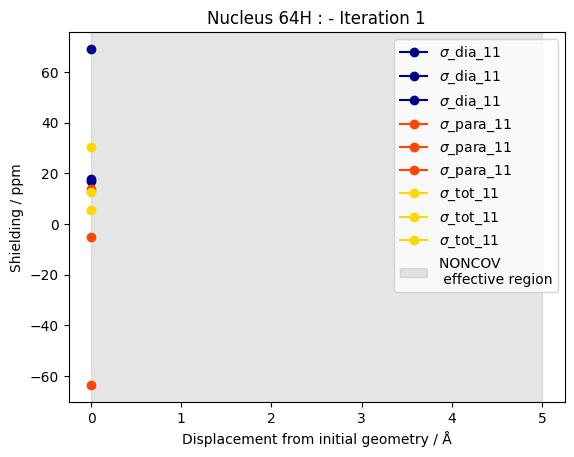 Nucleus 64H : - Iteration 1
Shielding / ppm
60
40
20
0
−20
−40
−60
σ_dia_11
σ_dia_11
σ_dia_11
σ_para_11
σ_para_11
σ_para_11
σ_tot_11
σ_tot_11
σ_tot_11
NONCOV
effective region
0 1 2 3 4 5
Displacement from initial geometry / Å